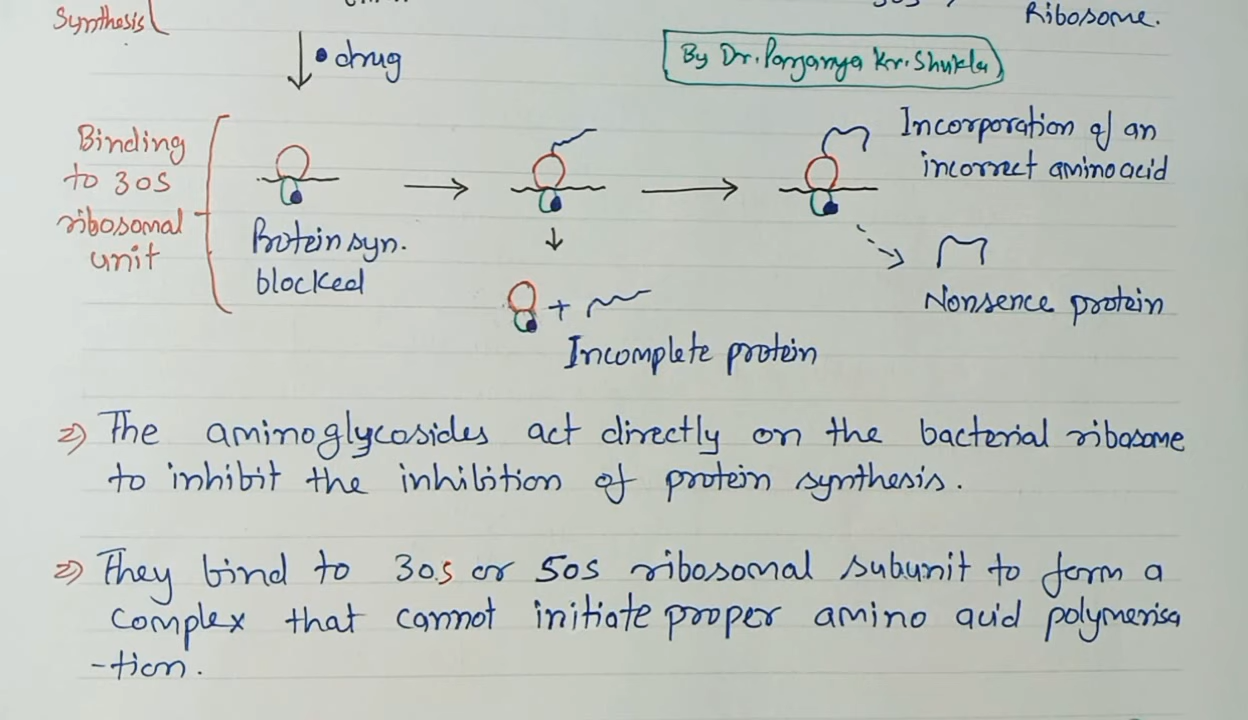 Synthesis
Ribosome.
drug
By Dr. Panjanya Kr. Shukla
Binding
to 30S
ribosomal
unit
Protein syn.
blocked
Incorporation of an
incorrect amino acid
+
Incomplete protein
Nonsence protein
=> The aminoglycosides act directly on the bacterial ribosome
to inhibit the inhibition of protein synthesis.
=> They bind to 30s or 50s ribosomal subunit to form a
complex that cannot initiate proper amino acid polymerisa
-tion.